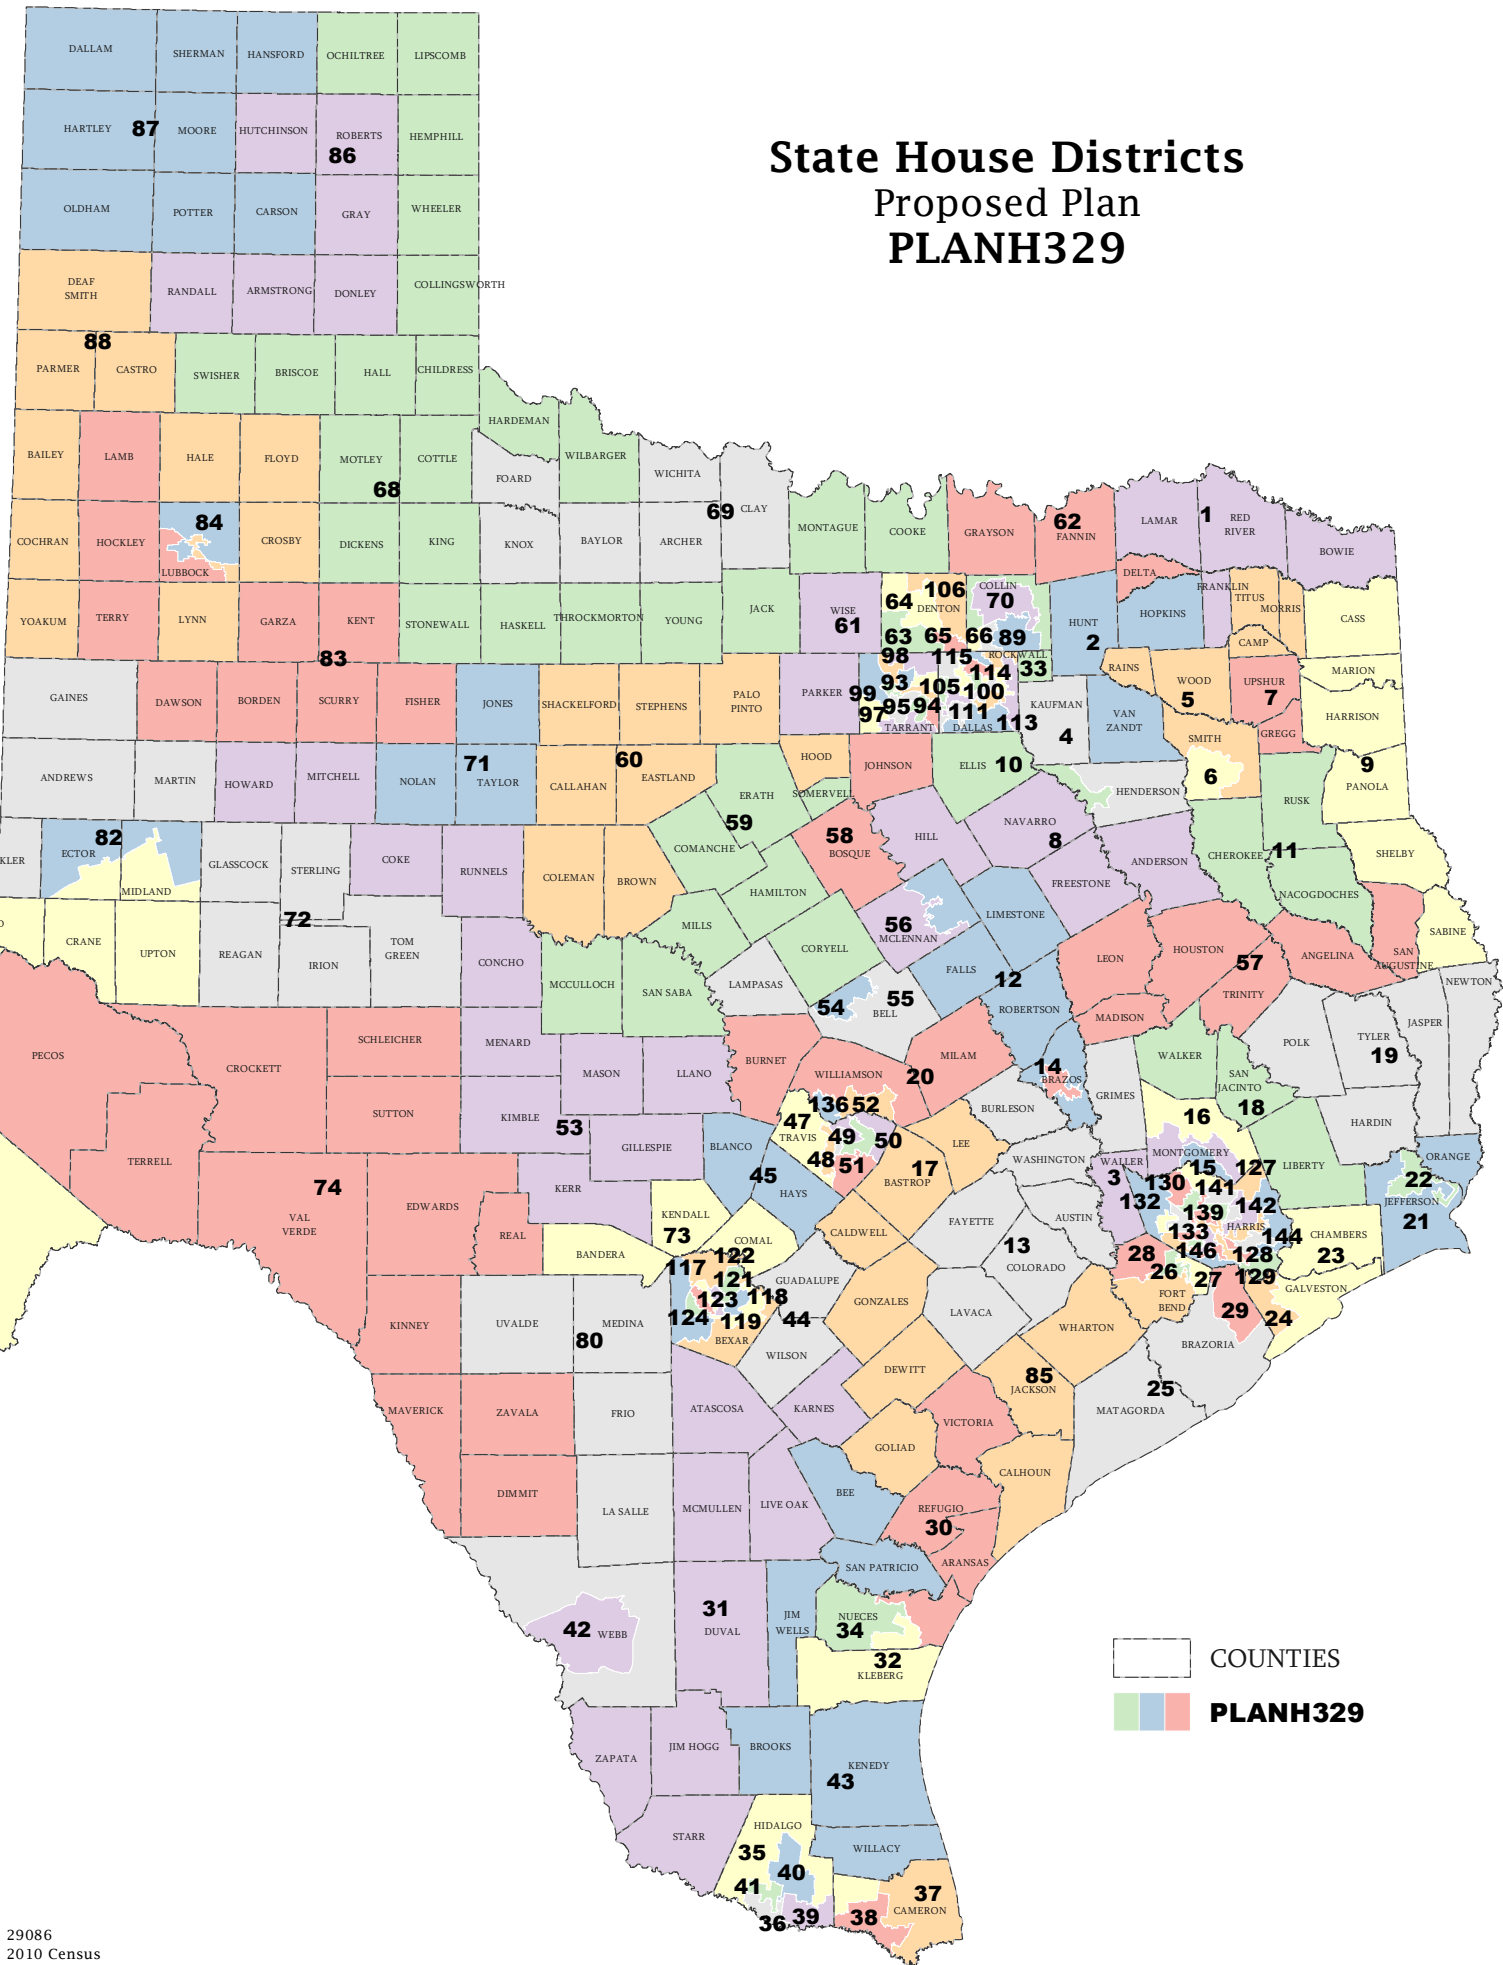 State House Districts
Proposed Plan
PLANH329
DALLAM
SHERMAN
HANSFORD
OCHILTREE
LIPSCOMB
HARTLEY
87
MOORE
HUTCHINSON
ROBERTS
86
HEMPHILL
OLDHAM
POTTER
CARSON
GRAY
WHEELER
DEAF
SMITH
RANDALL
ARMSTRONG
DONLEY
COLLINGSWORTH
88
PARMER
CASTRO
SWISHER
BRISCOE
HALL
CHILDRESS
HARDEMAN
BAILEY
LAMB
HALE
FLOYD
MOTLEY
COTTLE
68
FOARD
WILBARGER
WICHITA
69
CLAY
MONTAGUE
COOKE
GRAYSON
62
FANNIN
LAMAR
1
RED
RIVER
BOWIE
COCHRAN
HOCKLEY
84
LUBBOCK
CROSBY
DICKENS
KING
KNOX
BAYLOR
ARCHER
DELTA
FRANKLIN
TITUS
MORRIS
CASS
YOAKUM
TERRY
LYNN
GARZA
KENT
83
STONEWALL
HASKELL
THROCKMORTON
YOUNG
JACK
WISE
61
64
106
DENTON
COLLIN
70
63
65
66
89
HUNT
2
HOPKINS
CAMP
98
115
ROCKWALL
33
114
RAINS
WOOD
5
UPSHUR
7
MARION
GAINES
DAWSON
BORDEN
SCURRY
FISHER
JONES
SHACKELFORD
STEPHENS
PALO
PINTO
PARKER
99
93
105
100
97
95
94
111
113
TARRANT
DALLAS
KAUFMAN
4
VAN
ZANDT
SMITH
6
GREGG
HARRISON
ANDREWS
MARTIN
HOWARD
MITCHELL
NOLAN
71
TAYLOR
CALLAHAN
60
EASTLAND
HOOD
SOMERVELL
JOHNSON
ELLIS
10
HENDERSON
RUSK
9
PANOLA
KLER
ECTOR
82
MIDLAND
GLASSCOCK
STERLING
COKE
RUNNELS
COLEMAN
BROWN
ERATH
59
COMANCHE
58
BOSQUE
HILL
NAVARRO
8
ANDERSON
CHEROKEE
11
SHELBY
NACOGDOCHES
CRANE
UPTON
REAGAN
72
IRION
TOM
GREEN
CONCHO
MCCULLOCH
SAN SABA
MILLS
HAMILTON
CORYELL
LAMPASAS
56
MCLENNAN
LIMESTONE
FREESTONE
FALLS
12
LEON
HOUSTON
57
TRINITY
ANGELINA
SAN
AUGUSTINE
SABINE
NEWTON
PECOS
CROCKETT
SCHLEICHER
MENARD
MASON
LLANO
BURNET
54
55
BELL
MILAM
ROBERTSON
MADISON
WALKER
POLK
TYLER
19
JASPER
TERRELL
SUTTON
KIMBLE
53
GILLESPIE
BLANCO
WILLIAMSON
20
14
BRAZOS
BURLESON
GRIMES
SAN
JACINTO
18
HARDIN
136
52
47
TRAVIS
49
50
48
51
45
HAYS
LEE
17
BASTROP
WASHINGTON
WALLER
3
16
MONTGOMERY
15
127
LIBERTY
ORANGE
22
JEFFERSON
21
74
VAL
VERDE
EDWARDS
REAL
KERR
KENDALL
73
BANDERA
COMAL
CALDWELL
FAYETTE
13
COLORADO
AUSTIN
130
132
141
142
139
HARRIS
133
144
146
128
CHAMBERS
23
28
26
27
129
FORT
BEND
29
24
GALVESTON
KINNEY
UVALDE
MEDINA
80
117
122
121
123
118
124
119
BEXAR
GUADALUPE
44
WILSON
GONZALES
LAVACA
WHARTON
BRAZORIA
25
MATAGORDA
MAVERICK
ZAVALA
FRIO
ATASCOSA
KARNES
DEWITT
85
JACKSON
VICTORIA
GOLIAD
CALHOUN
DIMMIT
LA SALLE
MCMULLEN
LIVE OAK
BEE
REFUGIO
30
ARANSAS
SAN PATRICIO
42
WEBB
31
DUVAL
JIM
WELLS
NUECES
34
32
KLEBERG
ZAPATA
JIM HOGG
BROOKS
KENEDY
43
STARR
HIDALGO
35
40
41
36
39
WILLACY
37
CAMERON
38
COUNTIES
PLANH329
29086
2010 Census